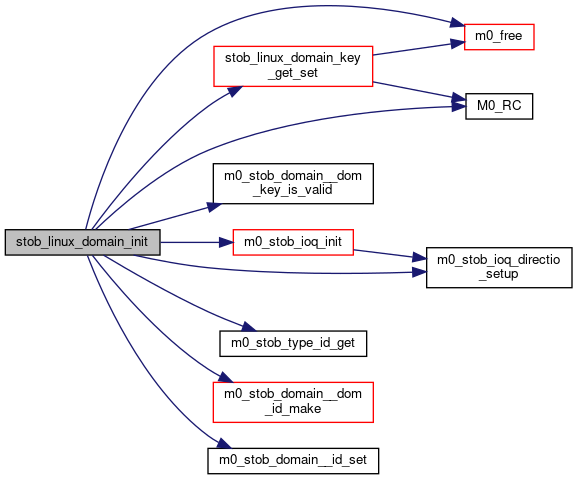 m0_free
stob_linux_domain_key
_get_set
M0_RC
m0_stob_domain__dom
_key_is_valid
stob_linux_domain_init
m0_stob_ioq_init
m0_stob_ioq_directio
_setup
m0_stob_type_id_get
m0_stob_domain__dom
_id_make
m0_stob_domain__id_set